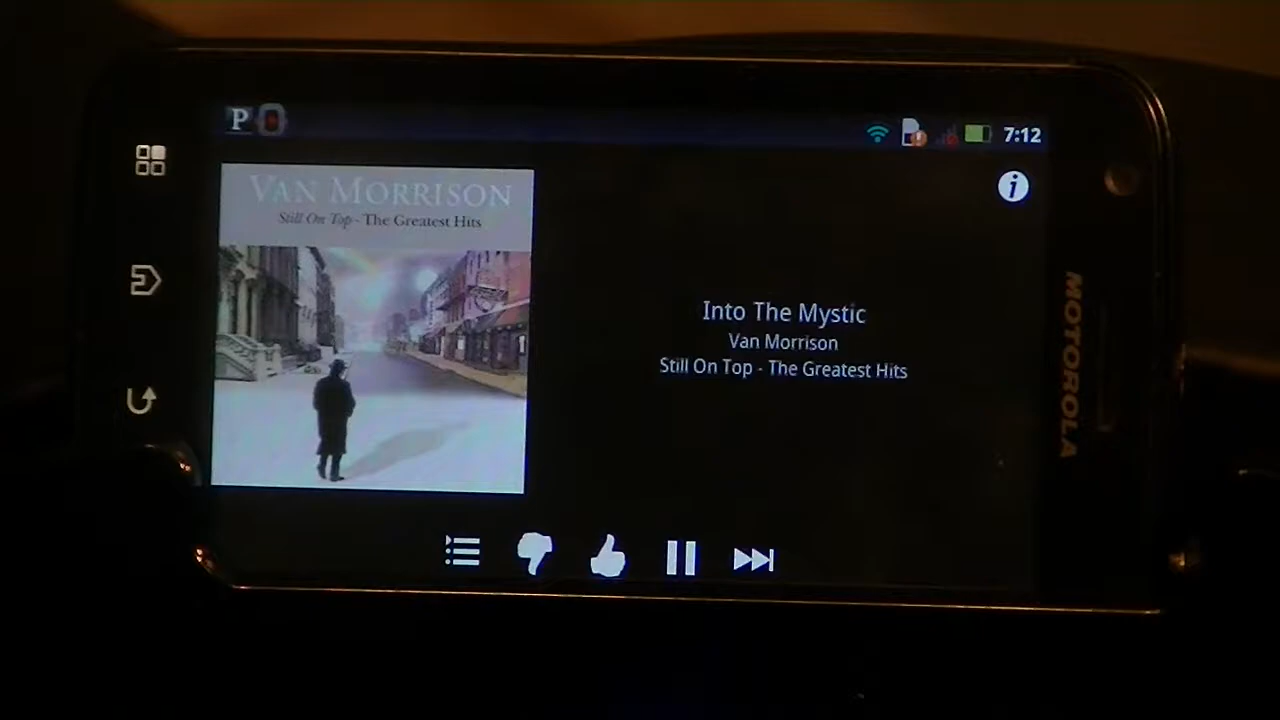 P
7:12
VAN MORRISON
Still On Top - The Greatest Hits
i
Into The Mystic
Van Morrison
Still On Top - The Greatest Hits
MOTOROLA